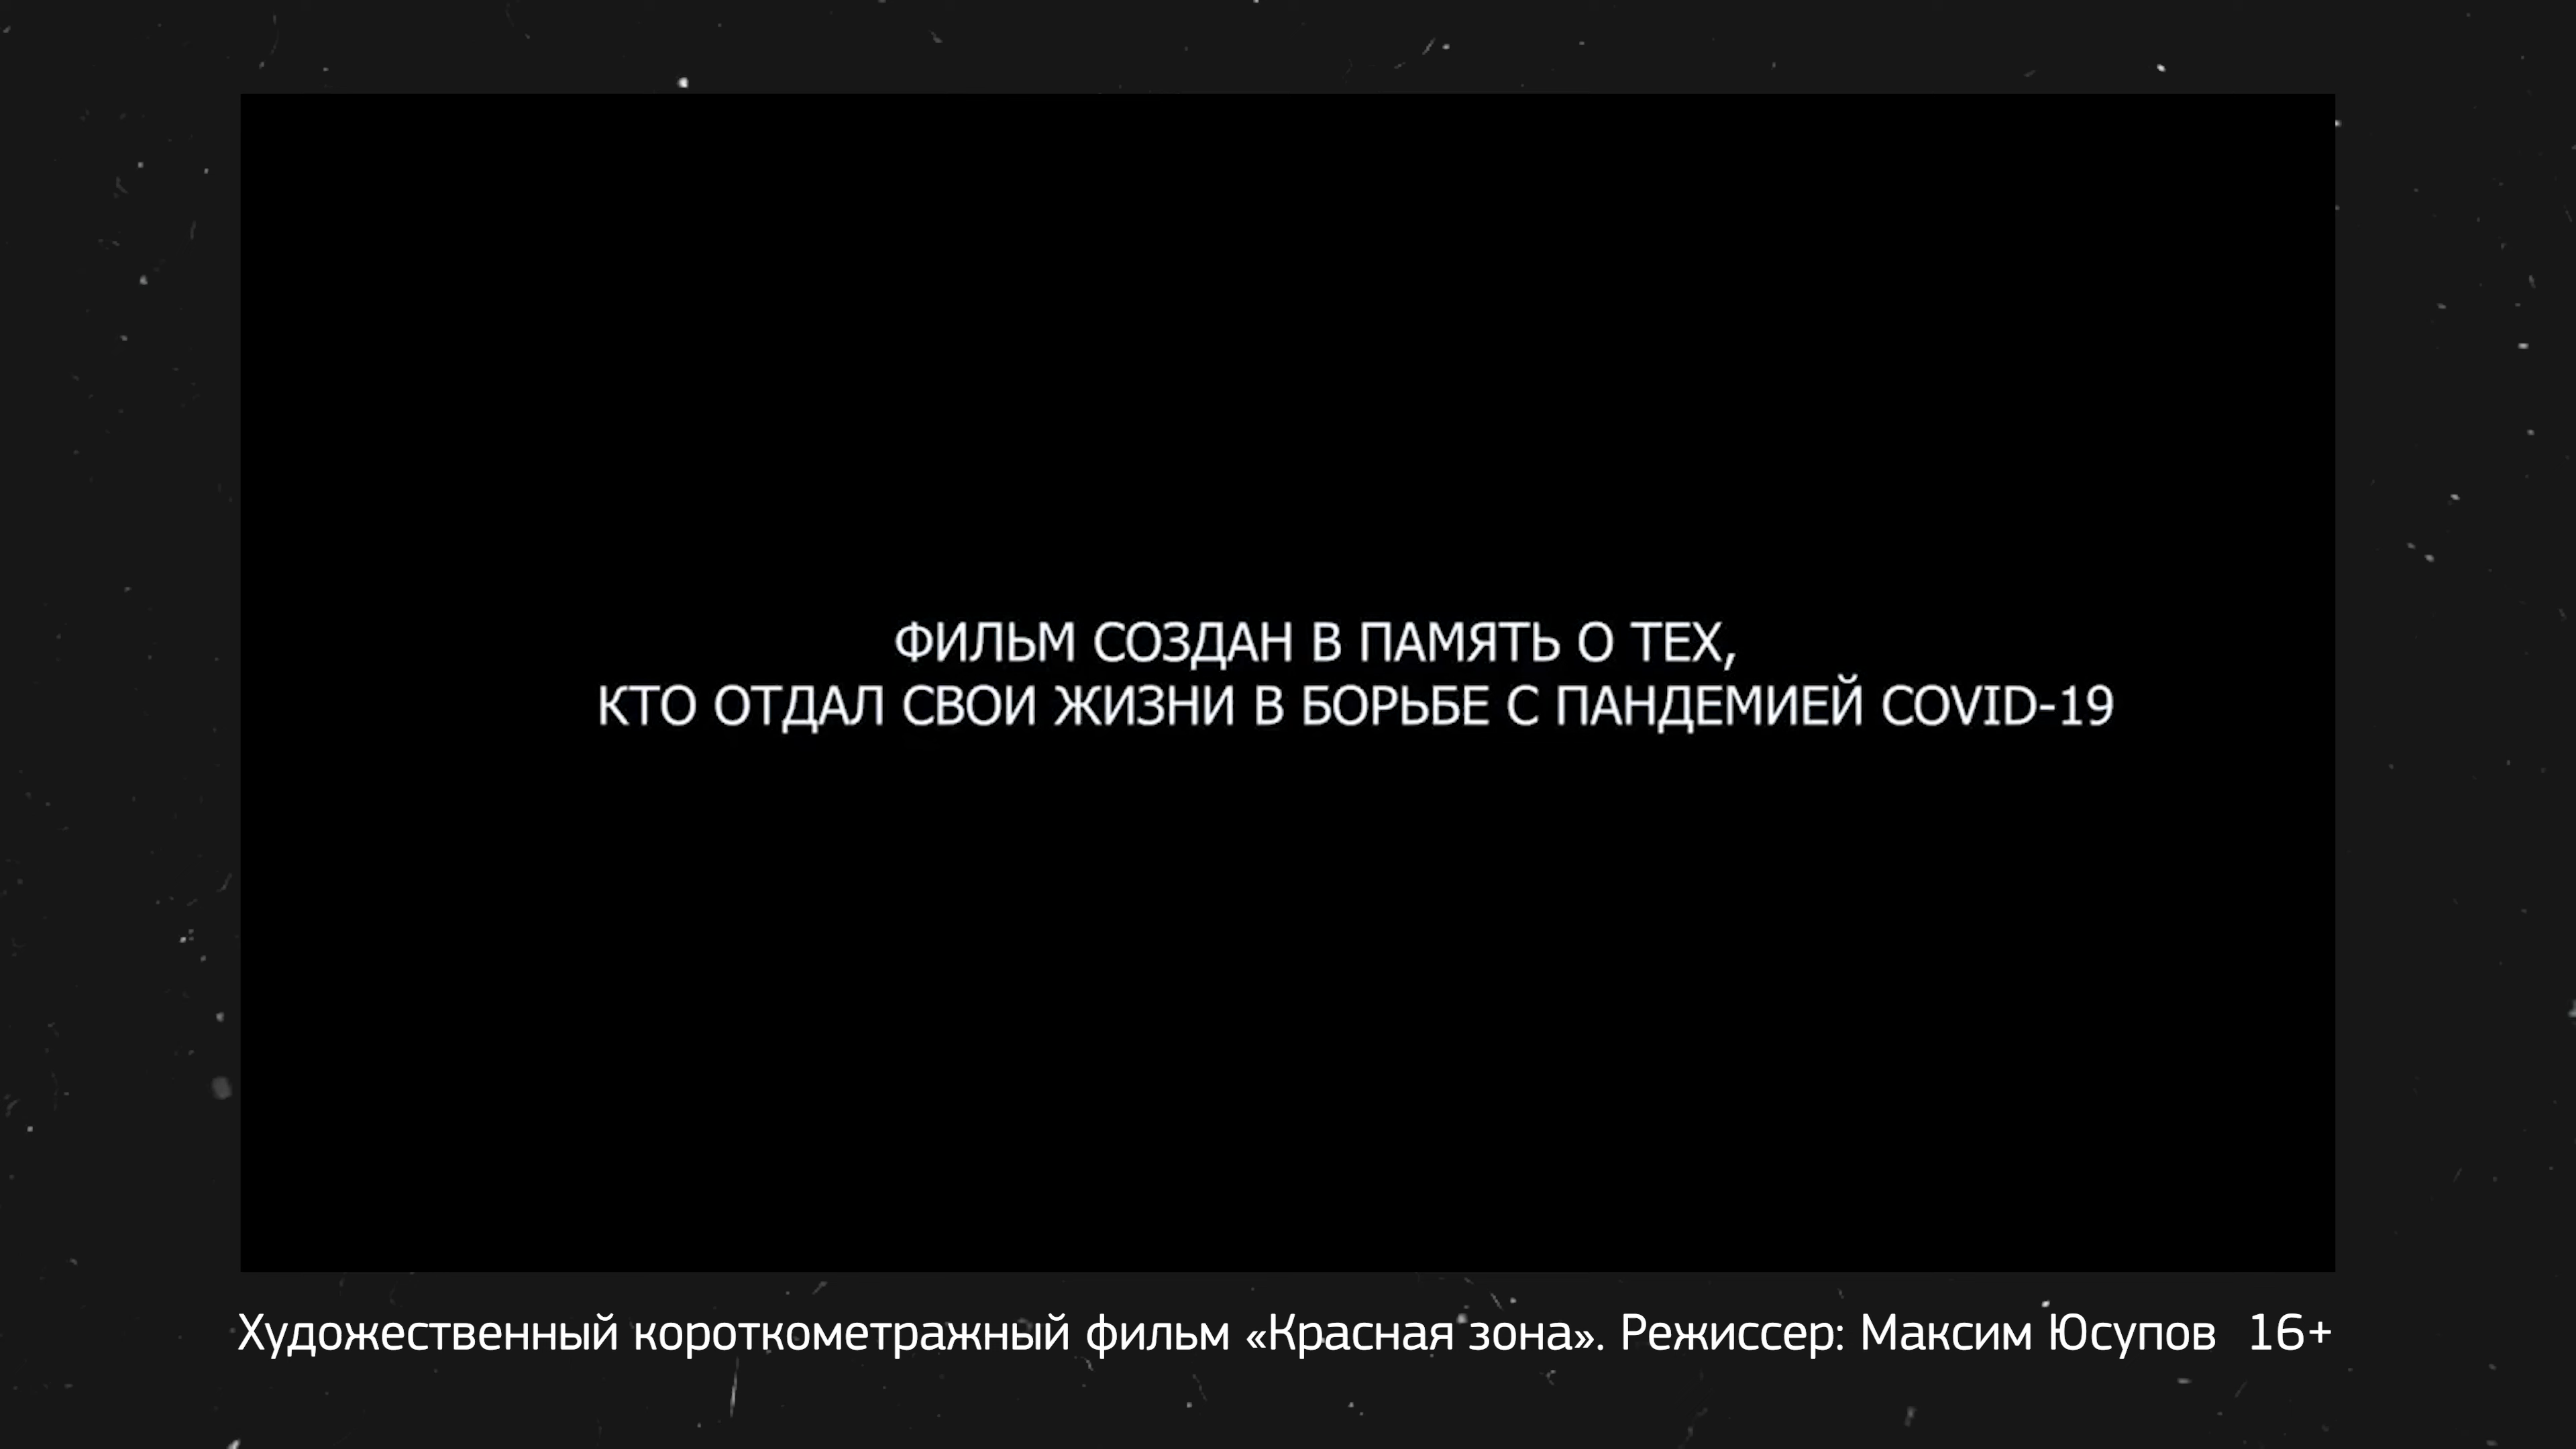 ФИЛЬМ СОЗДАН В ПАМЯТЬ О ТЕХ,
КТО ОТДАЛ СВОИ ЖИЗНИ В БОРЬБЕ С ПАНДЕМИЕЙ COVID-19
Художественный короткометражный фильм «Красная зона». Режиссер: Максим Юсупов 16+